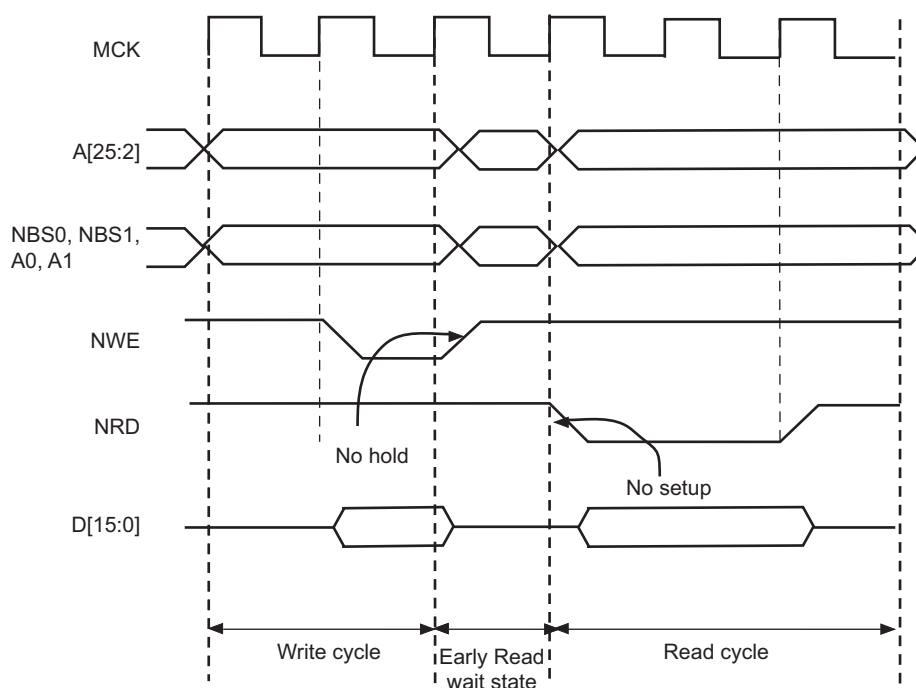 MCK
A[25:2]
NBS0, NBS1,
A0, A1
NWE
No hold
NRD
No setup
D[15:0]
Write cycle
Early Read
wait state
Read cycle